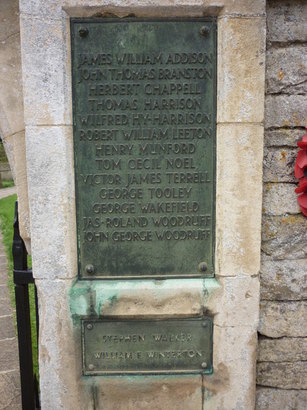 JAMES WILLIAM ADDISON
JOHN THOMAS BRANSTON
HERBERT CHAPPELL
THOMAS HARRISON
WILFRED HY-HARRISON
ROBERT WILLIAM LEETON
HENRY MUNFORD
TOM CECIL NOEL
VICTOR JAMES TERRELL
GEORGE TOOLEY
GEORGE WAKEFIELD
JAS-ROLAND WOODRUFF
JOHN GEORGE WOODRUFF
STEPHEN WALKER
WILLIAM E WINTERTON